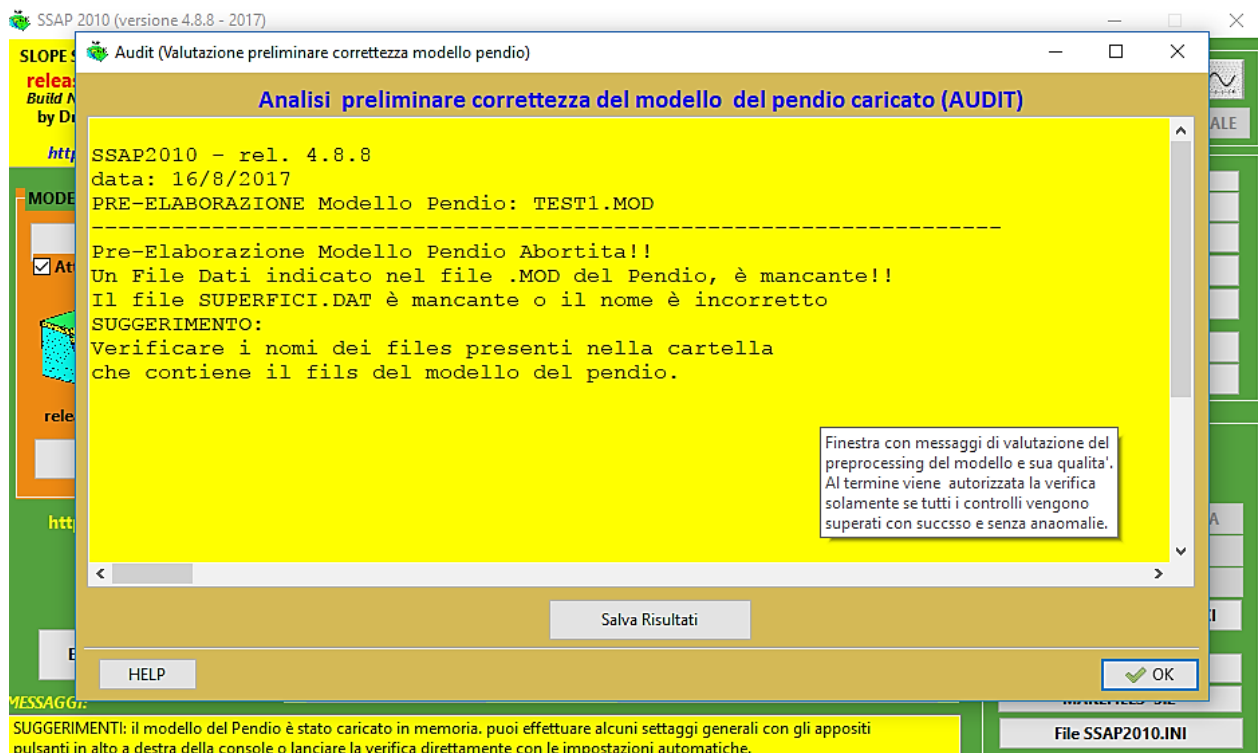 SSAP 2010 (versione 4.8.8 - 2017)
SLOPE
Audit (Valutazione preliminare correttezza modello pendio)
by
Analisi preliminare correttezza del modello del pendio caricato (AUDIT)
SSAP2010 - rel. 4.8.8
data: 16/8/2017
PRE-ELABORAZIONE Modello Pendio: TEST1.MOD
----------------------------------------------------------------------
Pre-Elaborazione Modello Pendio Abortita!!
Un File Dati indicato nel file .MOD del Pendio, è mancante!!
Il file SUPERFICI.DAT è mancante o il nome è incorretto
SUGGERIMENTO:
Verificare i nomi dei files presenti nella cartella
che contiene il fils del modello del pendio.
Finestra con messaggi di valutazione del
preprocessing del modello e sua qualita'.
Al termine viene autorizzata la verifica
solamente se tutti i controlli vengono
superati con succsso e senza anaomalie.
Salva Risultati
HELP
OK
MESSAGGI:
SUGGERIMENTI: il modello del Pendio è stato caricato in memoria. puoi effettuare alcuni settaggi generali con gli appositi
pulsanti in alto a destra della console o lanciare la verifica direttamente con le impostazioni automatiche.
File SSAP2010.INI